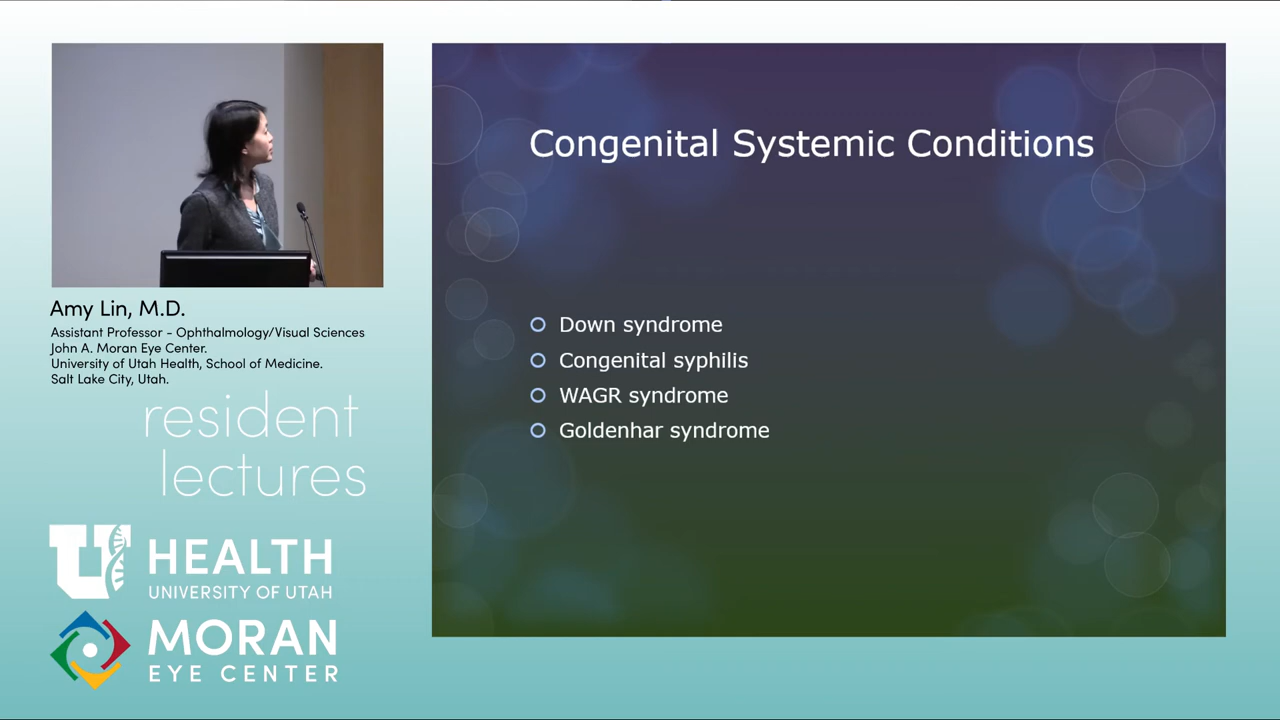 Congenital Systemic Conditions
Down syndrome
Congenital syphilis
WAGR syndrome
Goldenhar syndrome
Amy Lin, M.D.
Assistant Professor - Ophthalmology/Visual Sciences
John A. Moran Eye Center.
University of Utah Health, School of Medicine.
Salt Lake City, Utah.
resident
lectures
U HEALTH
UNIVERSITY OF UTAH
MORAN
EYE CENTER